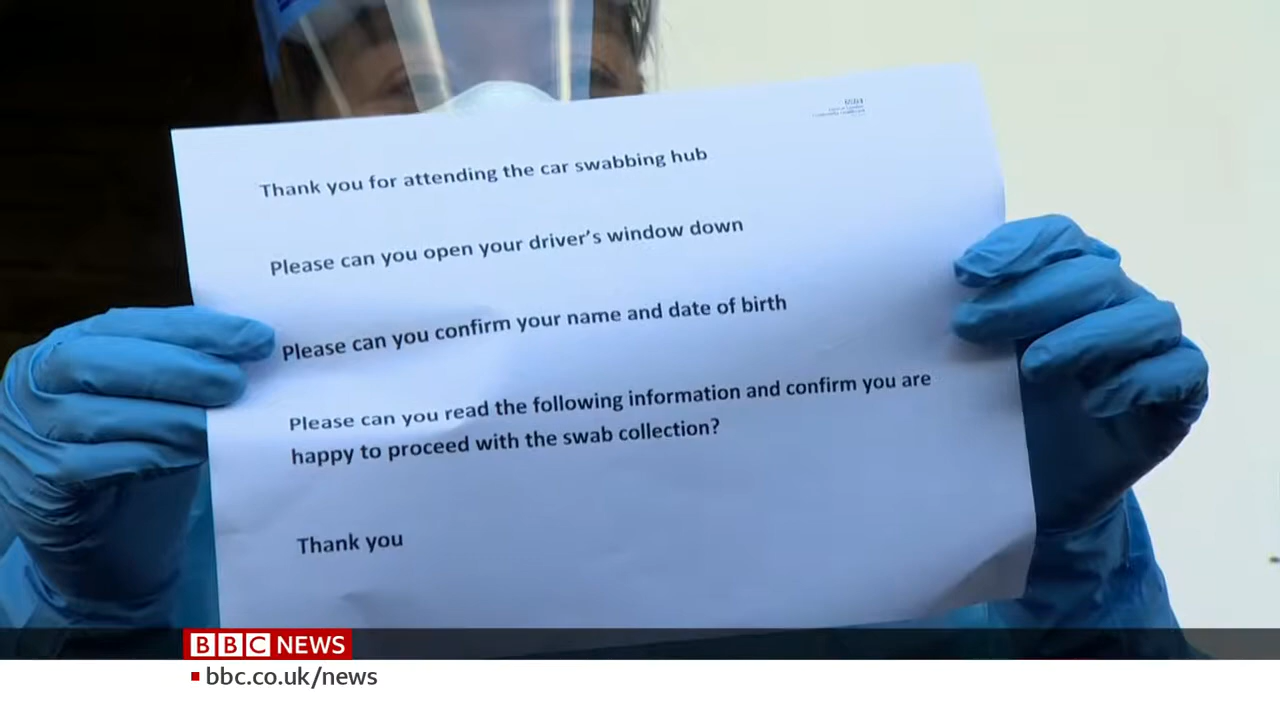 Thank you for attending the car swabbing hub
Please can you open your driver's window down
Please can you confirm your name and date of birth
Please can you read the following information and confirm you are
happy to proceed with the swab collection?
Thank you
BBC NEWS
bbc.co.uk/news